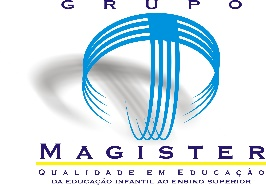 GRUPO
MAGISTER
QUALIDADE EM EDUCAÇÃO
DA EDUCAÇÃO INFANTIL AO ENSINO SUPERIOR